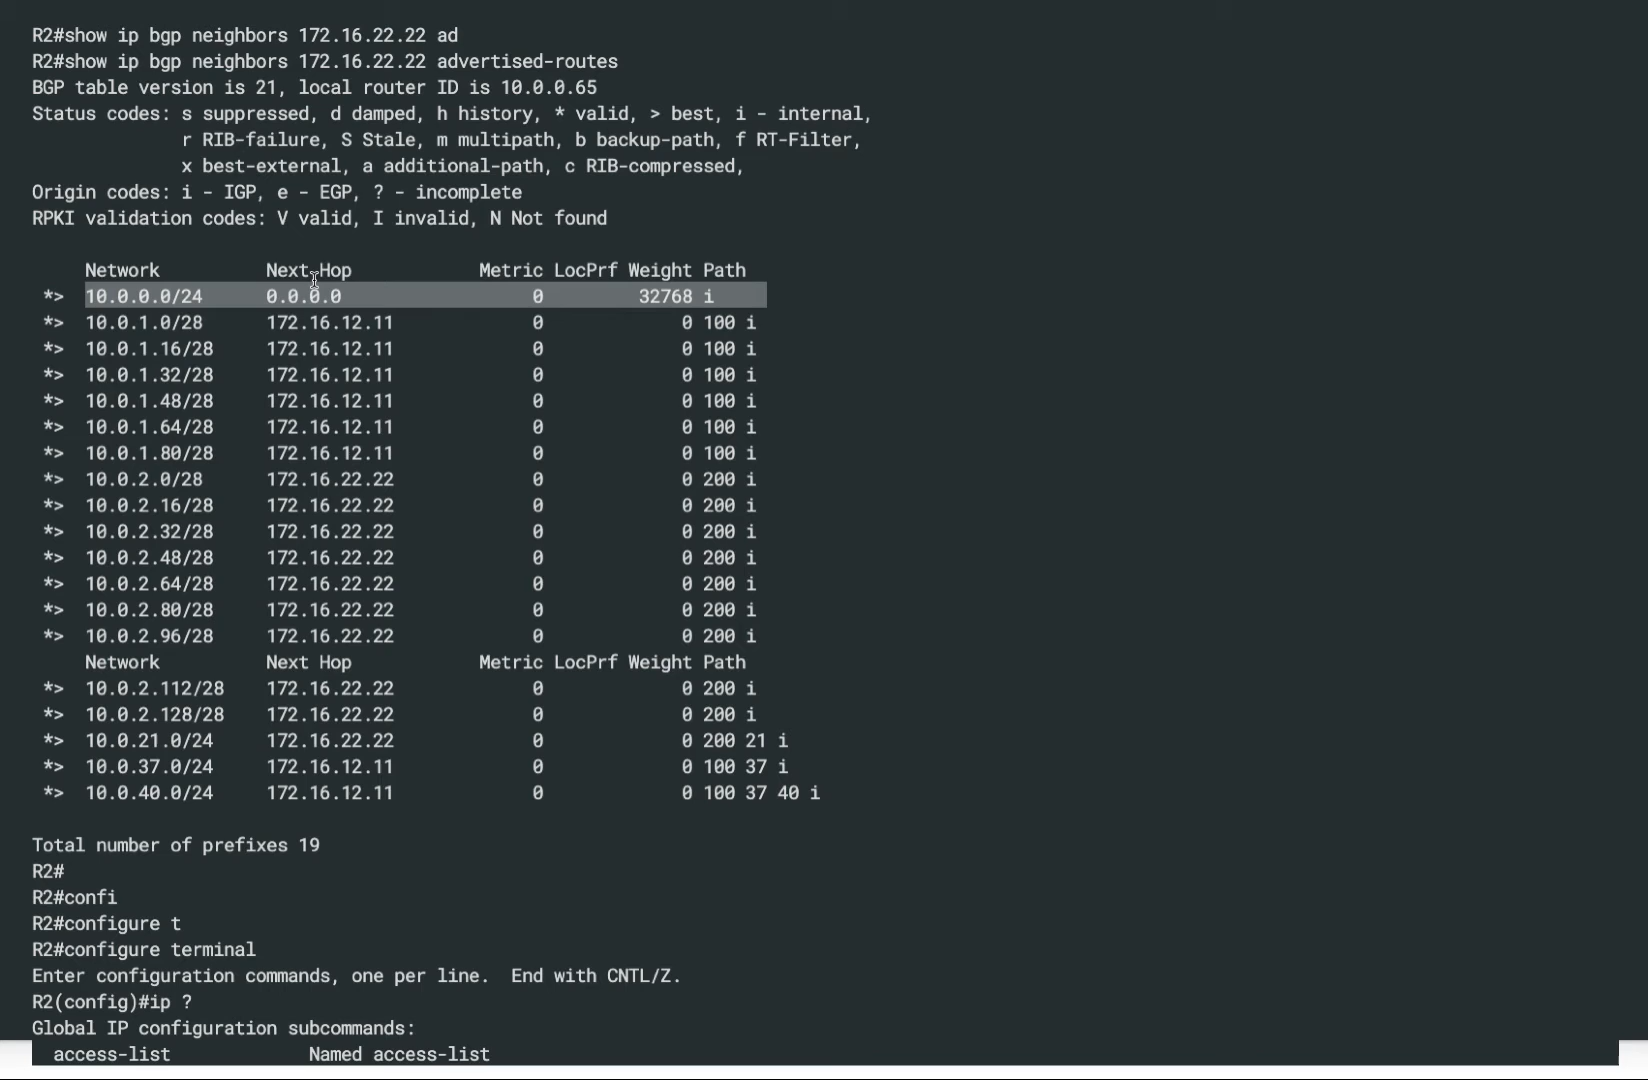 R2#show ip bgp neighbors 172.16.22.22 ad
R2#show ip bgp neighbors 172.16.22.22 advertised-routes
BGP table version is 21, local router ID is 10.0.0.65
Status codes: s suppressed, d damped, h history, * valid, > best, i - internal,
              r RIB-failure, S Stale, m multipath, b backup-path, f RT-Filter,
              x best-external, a additional-path, c RIB-compressed,
Origin codes: i - IGP, e - EGP, ? - incomplete
RPKI validation codes: V valid, I invalid, N Not found
     Network          Next Hop            Metric LocPrf Weight Path
 *>  10.0.0.0/24      0.0.0.0                  0         32768 i
 *>  10.0.1.0/28      172.16.12.11             0             0 100 i
 *>  10.0.1.16/28     172.16.12.11             0             0 100 i
 *>  10.0.1.32/28     172.16.12.11             0             0 100 i
 *>  10.0.1.48/28     172.16.12.11             0             0 100 i
 *>  10.0.1.64/28     172.16.12.11             0             0 100 i
 *>  10.0.1.80/28     172.16.12.11             0             0 100 i
 *>  10.0.2.0/28      172.16.22.22             0             0 200 i
 *>  10.0.2.16/28     172.16.22.22             0             0 200 i
 *>  10.0.2.32/28     172.16.22.22             0             0 200 i
 *>  10.0.2.48/28     172.16.22.22             0             0 200 i
 *>  10.0.2.64/28     172.16.22.22             0             0 200 i
 *>  10.0.2.80/28     172.16.22.22             0             0 200 i
 *>  10.0.2.96/28     172.16.22.22             0             0 200 i
     Network          Next Hop            Metric LocPrf Weight Path
 *>  10.0.2.112/28    172.16.22.22             0             0 200 i
 *>  10.0.2.128/28    172.16.22.22             0             0 200 i
 *>  10.0.21.0/24     172.16.22.22             0             0 200 21 i
 *>  10.0.37.0/24     172.16.12.11             0             0 100 37 i
 *>  10.0.40.0/24     172.16.12.11             0             0 100 37 40 i
Total number of prefixes 19
R2#
R2#confi
R2#configure t
R2#configure terminal
Enter configuration commands, one per line.  End with CNTL/Z.
R2(config)#ip ?
Global IP configuration subcommands:
  access-list             Named access-list